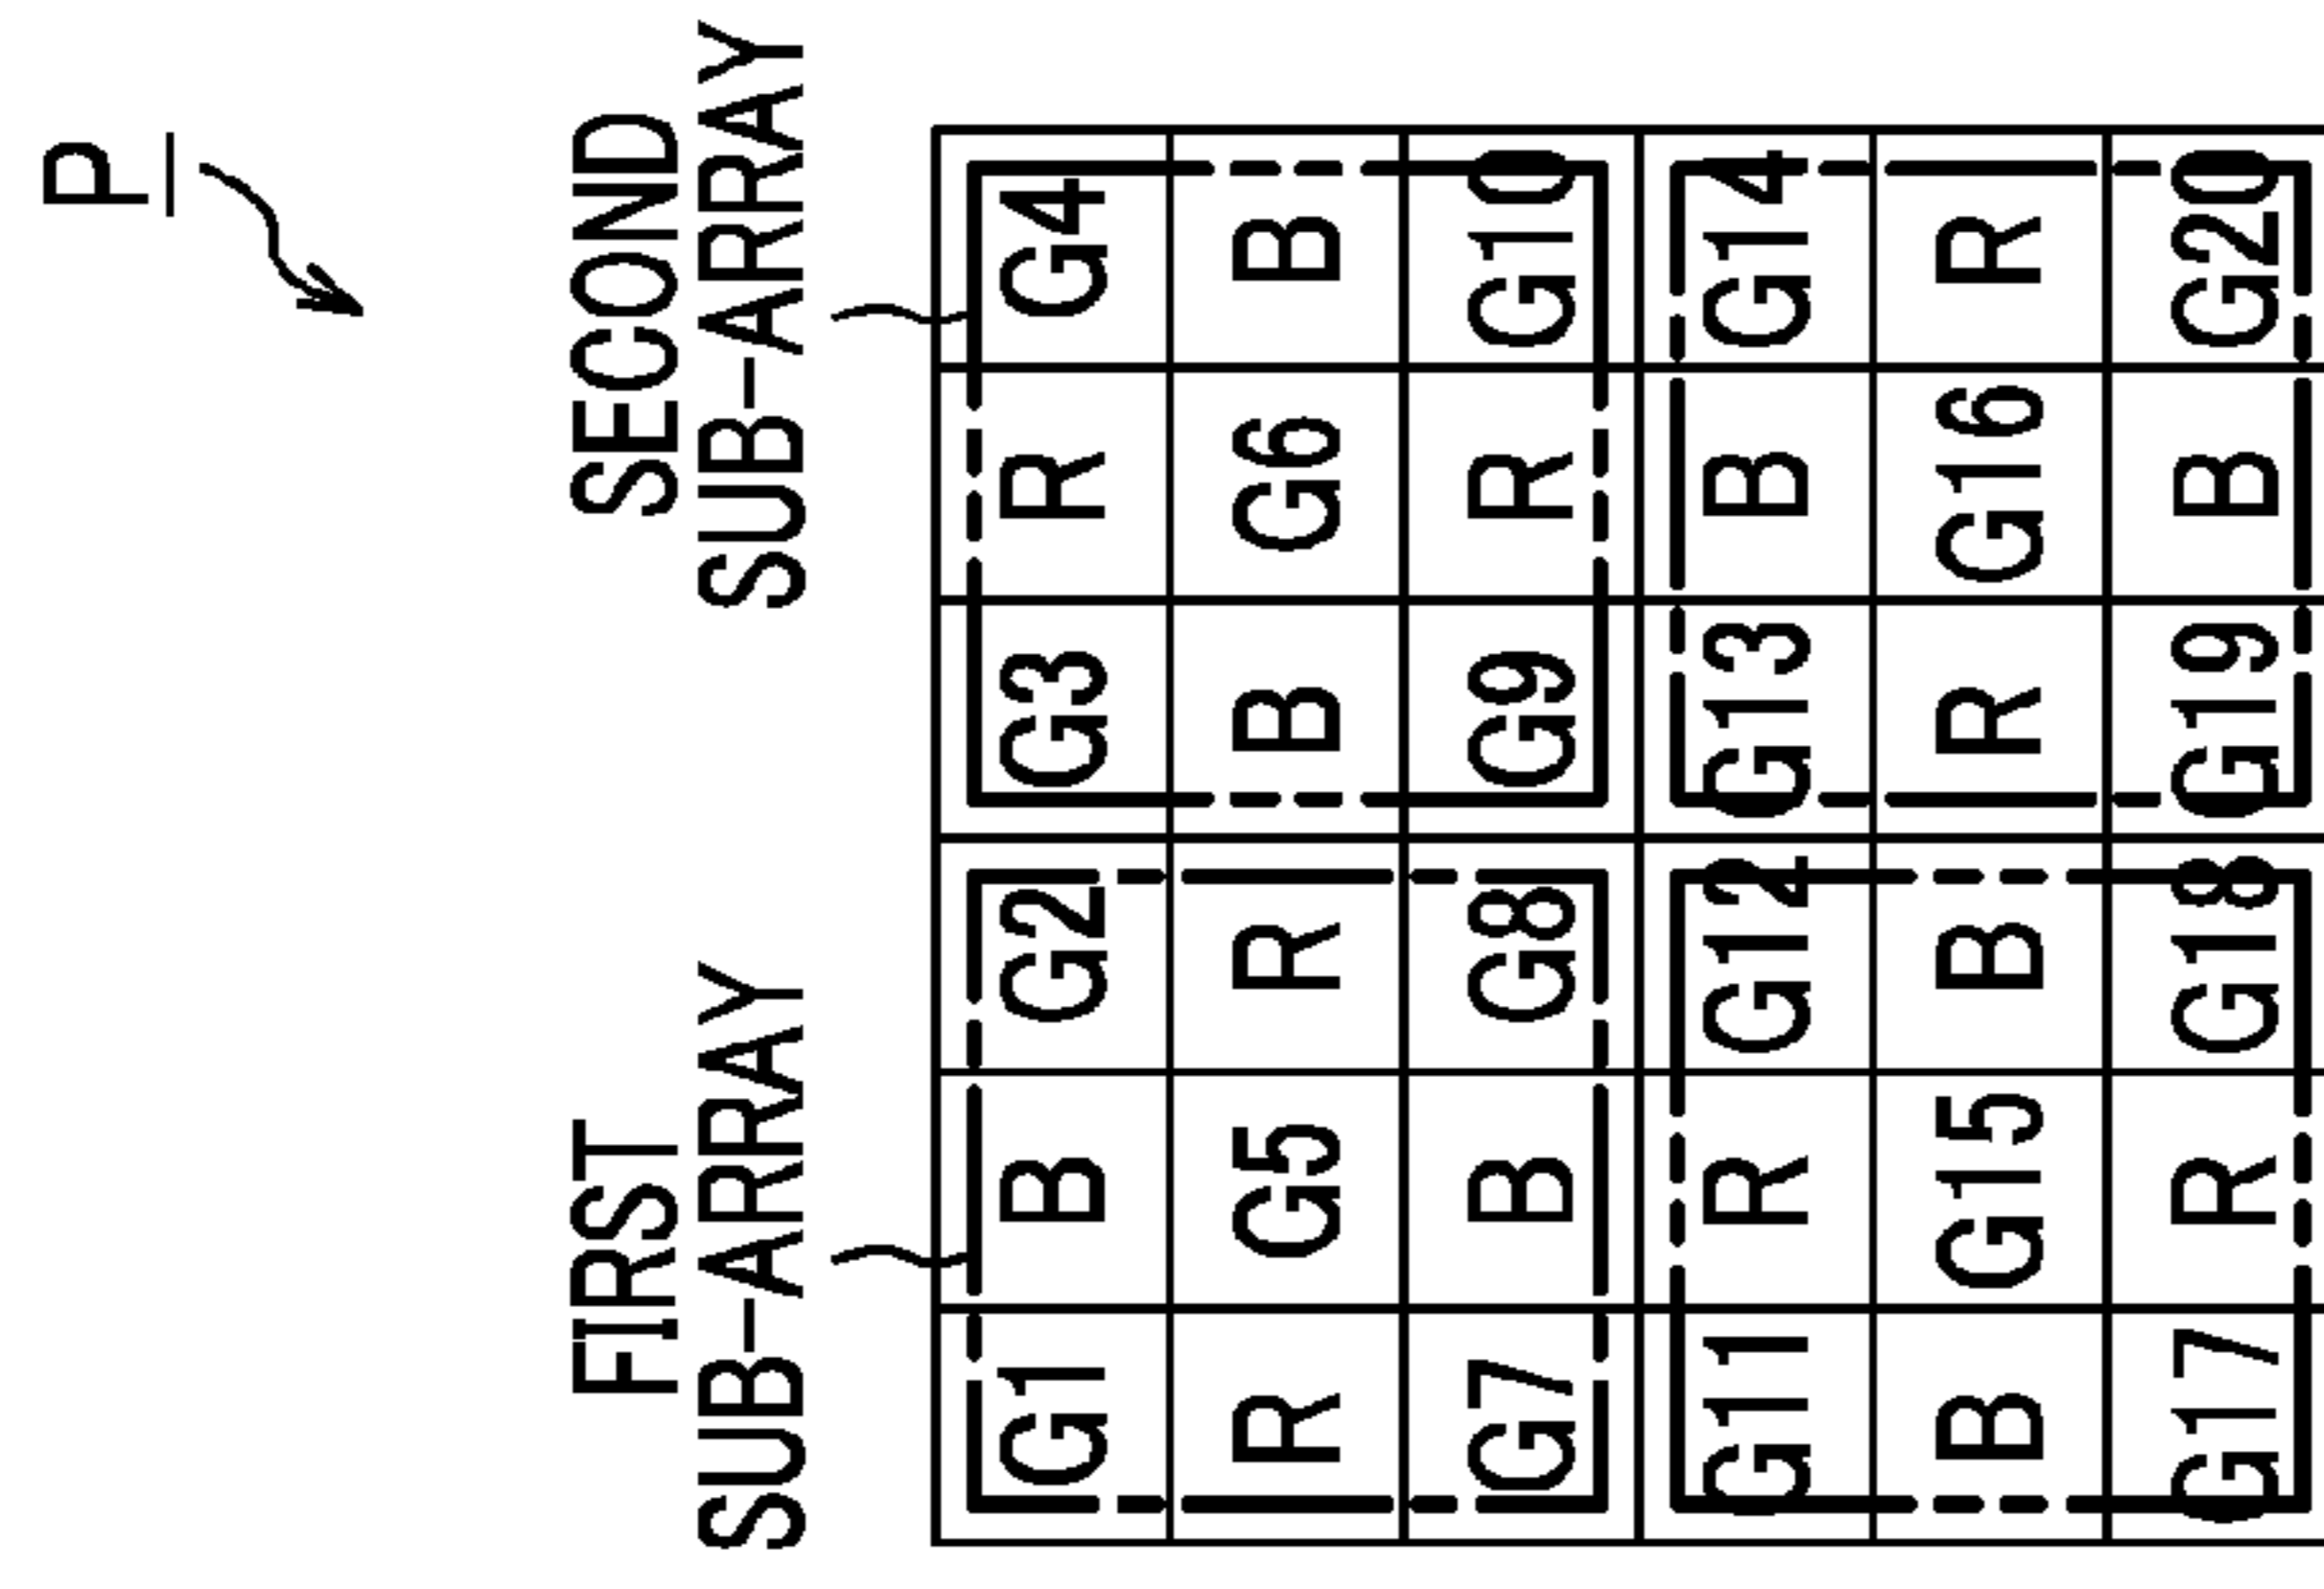 P
FIRST
SUB-ARRAY
SECOND
SUB-ARRAY
G1 B G2 G3 R G4
R G5 R B G6 B
G7 B G8 G9 R G10
G11 R G12 G13 B G14
B G15 B R G16 R
G17 R G18 G19 B G20